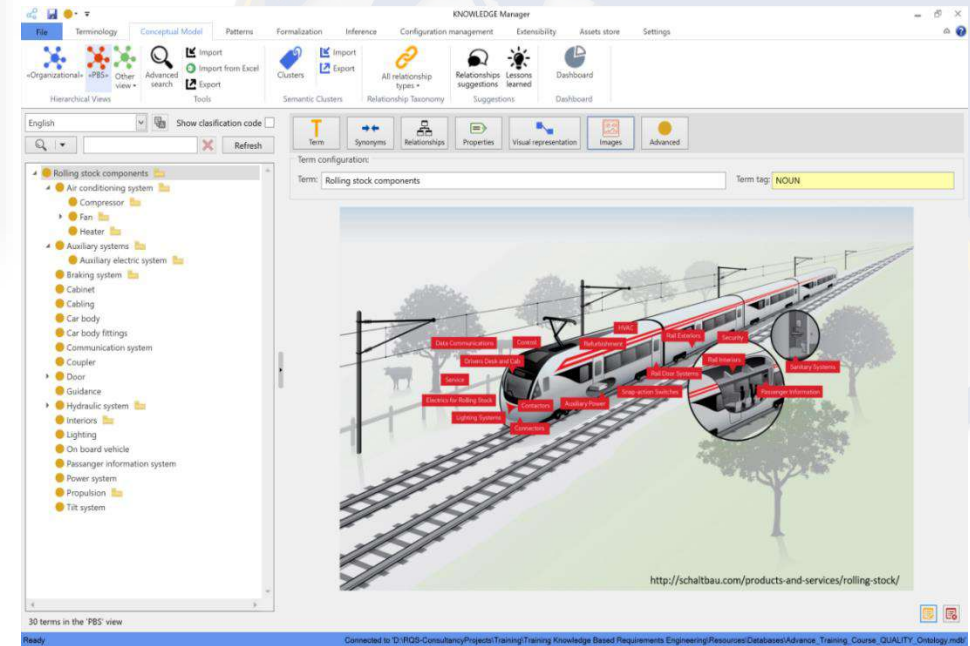 KNOWLEDGE Manager
File Terminology Conceptual Model Patterns Formalization Inference Configuration management Extensibility Assets store Settings
«Organizational» «PBS» Other view Advanced search Import Import from Excel Export Clusters Import Export All relationship types Relationships suggestions Lessons learned Dashboard
Hierarchical Views Tools Semantic Clusters Relationship Taxonomy Suggestions Dashboard
English Show clasification code
Refresh
Term Synonyms Relationships Properties Visual representation Images Advanced
Term configuration:
Term: Rolling stock components Term tag: NOUN
Rolling stock components
Air conditioning system
Compressor
Fan
Heater
Auxiliary systems
Auxiliary electric system
Braking system
Cabinet
Cabling
Car body
Car body fittings
Communication system
Coupler
Door
Guidance
Hydraulic system
Interiors
Lighting
On board vehicle
Passanger information system
Power system
Propulsion
Tilt system
HVAC
Data Communications
Control
Refurbishment
Rail Exteriors
Security
Drivers Desk and Cab
Rail Interiors
Sanitary Systems
Service
Rail Door Systems
Electrics for Rolling Stock
Contactors
Auxiliary Power
Snap-action Switches
Passenger Information
Lighting Systems
Connectors
http://schaltbau.com/products-and-services/rolling-stock/
30 terms in the 'PBS' view
Ready Connected to 'D:\RQS-ConsultancyProjects\Training\Training Knowledge Based Requirements Engineering\Resources\Databases\Advance_Training_Course_QUALITY_Ontology.mdb'